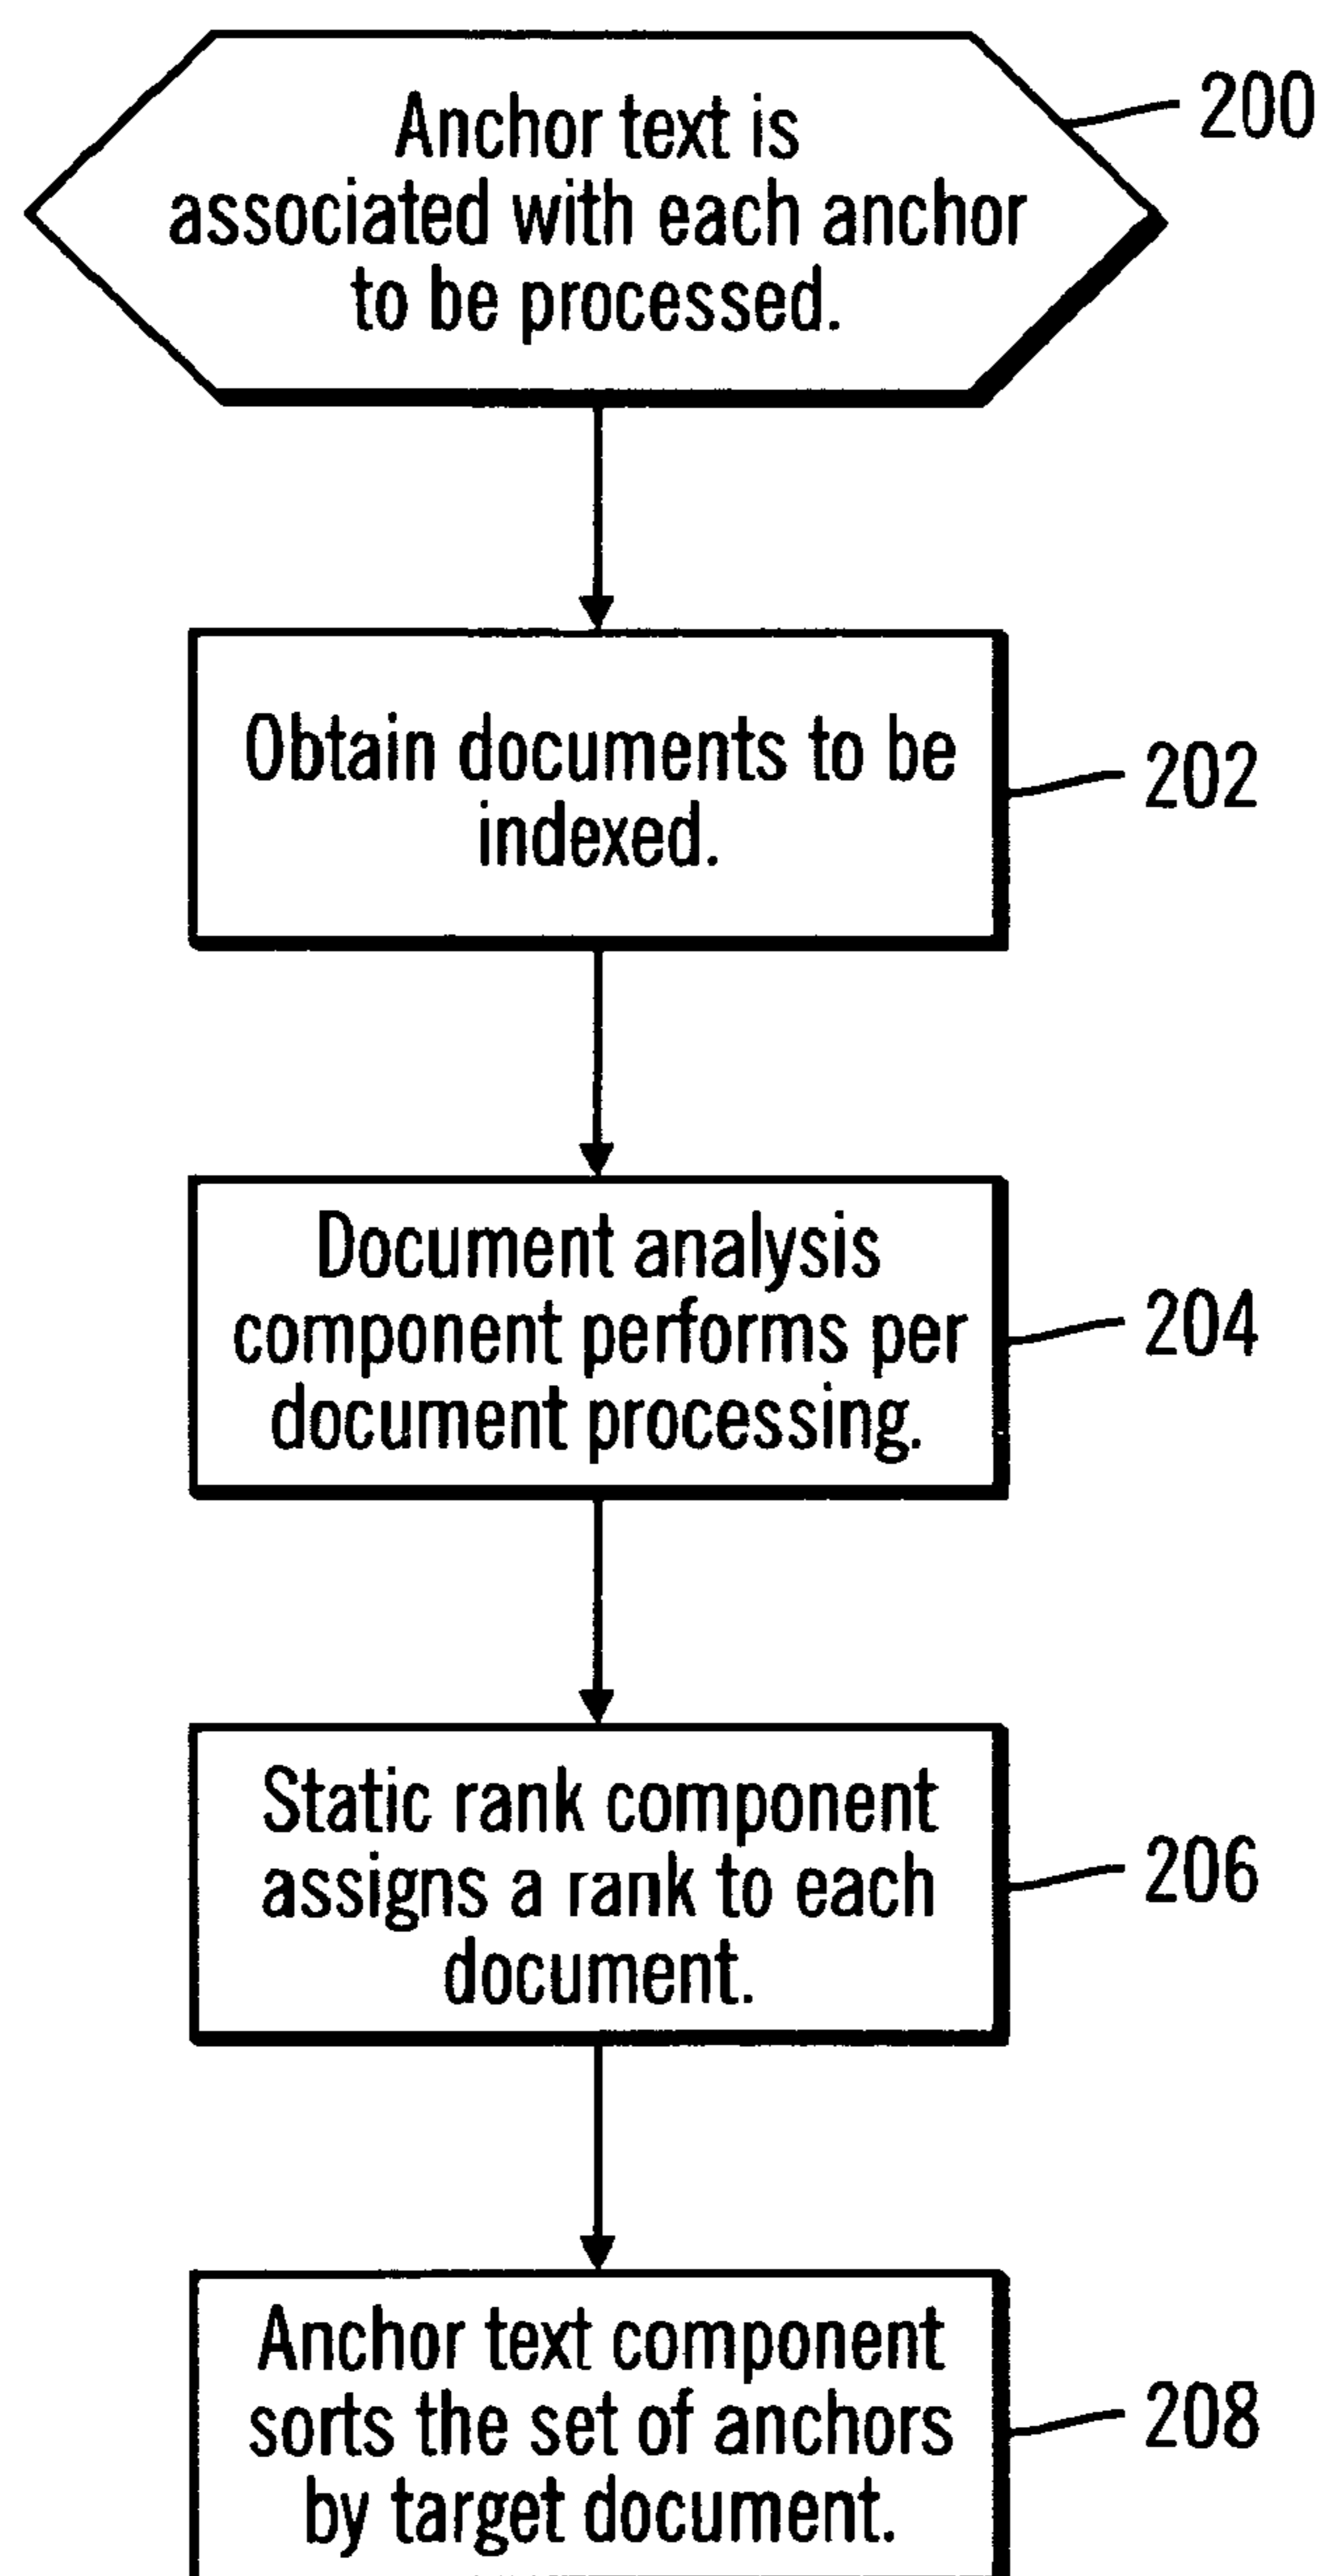 Anchor text is
associated with each anchor
to be processed.
200
Obtain documents to be
indexed.
202
Document analysis
component performs per
document processing.
204
Static rank component
assigns a rank to each
document.
206
Anchor text component
sorts the set of anchors
by target document.
208